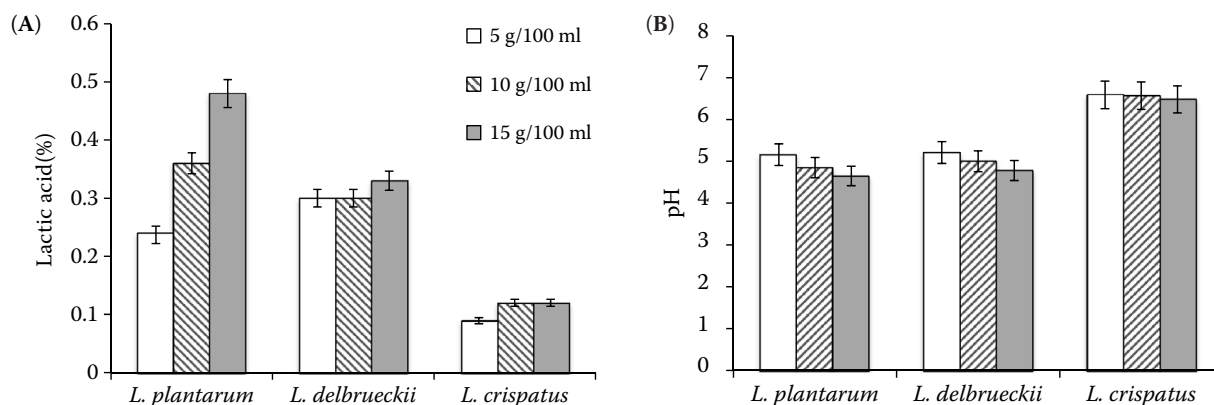 (A)
Lactic acid(%)
0.6
0.5
0.4
0.3
0.2
0.1
0
5 g/100 ml
10 g/100 ml
15 g/100 ml
L. plantarum L. delbrueckii L. crispatus
(B)
pH
8
7
6
5
4
3
2
1
0
L. plantarum L. delbrueckii L. crispatus